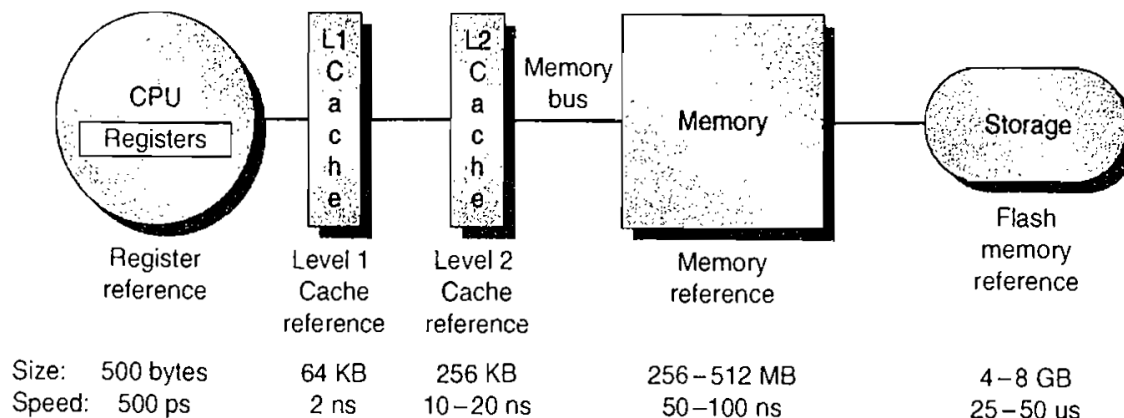 CPU
Registers
L1
C
a
c
h
e
L2
C
a
c
h
e
Memory
bus
Memory
Storage
Register
reference
Level 1
Cache
reference
Level 2
Cache
reference
Memory
reference
Flash
memory
reference
Size: 500 bytes 64 KB 256 KB 256–512 MB 4–8 GB
Speed: 500 ps 2 ns 10–20 ns 50–100 ns 25–50 us